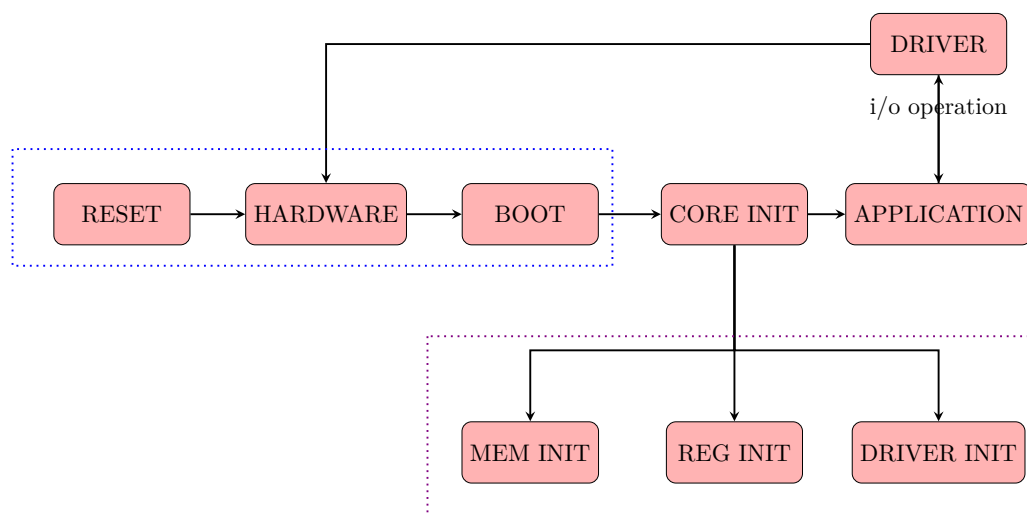 DRIVER
i/o operation
RESET
HARDWARE
BOOT
CORE INIT
APPLICATION
MEM INIT
REG INIT
DRIVER INIT